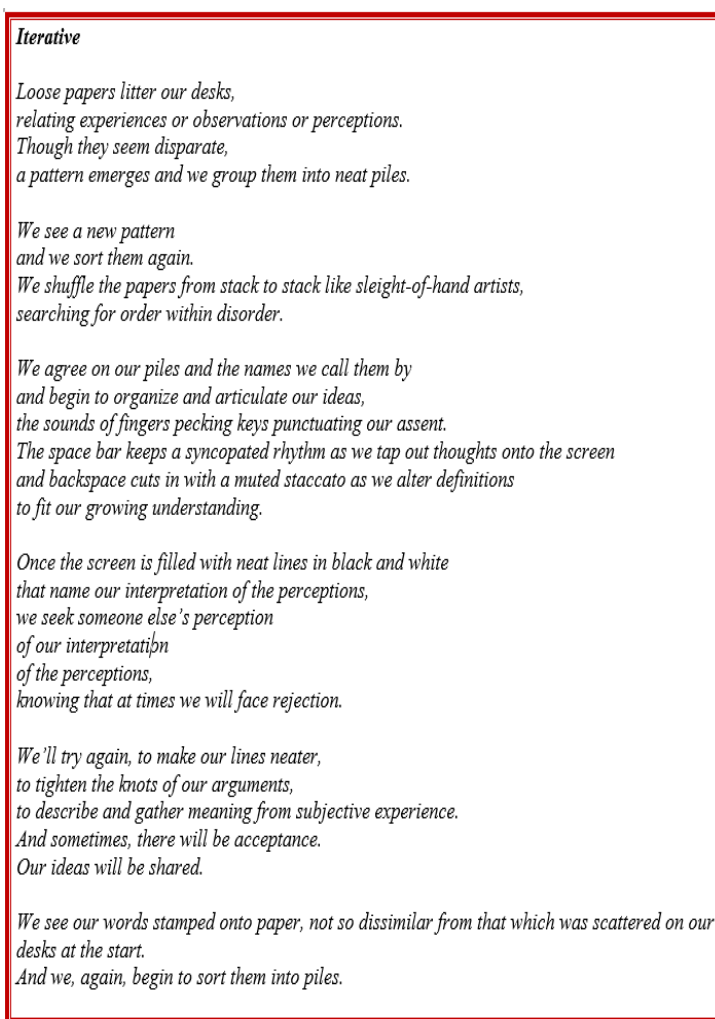 Iterative
Loose papers litter our desks,
relating experiences or observations or perceptions.
Though they seem disparate,
a pattern emerges and we group them into neat piles.
We see a new pattern
and we sort them again.
We shuffle the papers from stack to stack like sleight-of-hand artists,
searching for order within disorder.
We agree on our piles and the names we call them by
and begin to organize and articulate our ideas,
the sounds of fingers pecking keys punctuating our assent.
The space bar keeps a syncopated rhythm as we tap out thoughts onto the screen
and backspace cuts in with a muted staccato as we alter definitions
to fit our growing understanding.
Once the screen is filled with neat lines in black and white
that name our interpretation of the perceptions,
we seek someone else’s perception
of our interpretation
of the perceptions,
knowing that at times we will face rejection.
We’ll try again, to make our lines neater,
to tighten the knots of our arguments,
to describe and gather meaning from subjective experience.
And sometimes, there will be acceptance.
Our ideas will be shared.
We see our words stamped onto paper, not so dissimilar from that which was scattered on our
desks at the start.
And we, again, begin to sort them into piles.